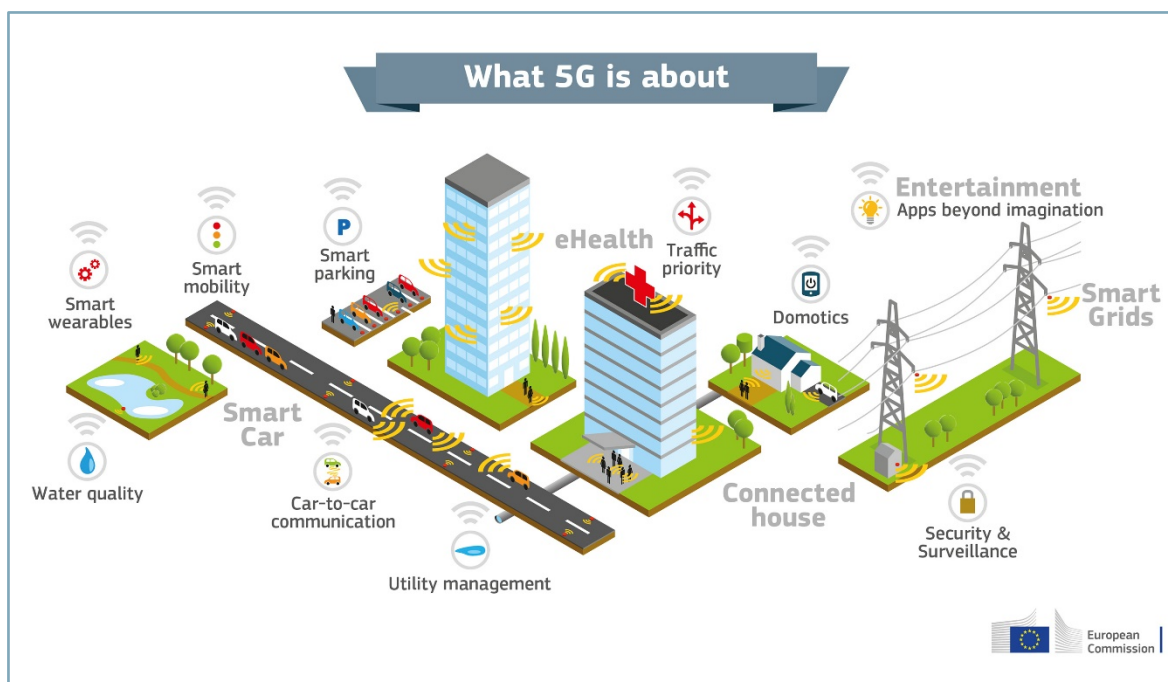 What 5G is about
Entertainment
Apps beyond imagination
eHealth
Traffic
priority
P
Smart
parking
Smart
mobility
Smart
wearables
Domotics
Smart
Grids
Smart
Car
Water quality
Car-to-car
communication
Connected
house
Utility management
Security &
Surveillance
European
Commission